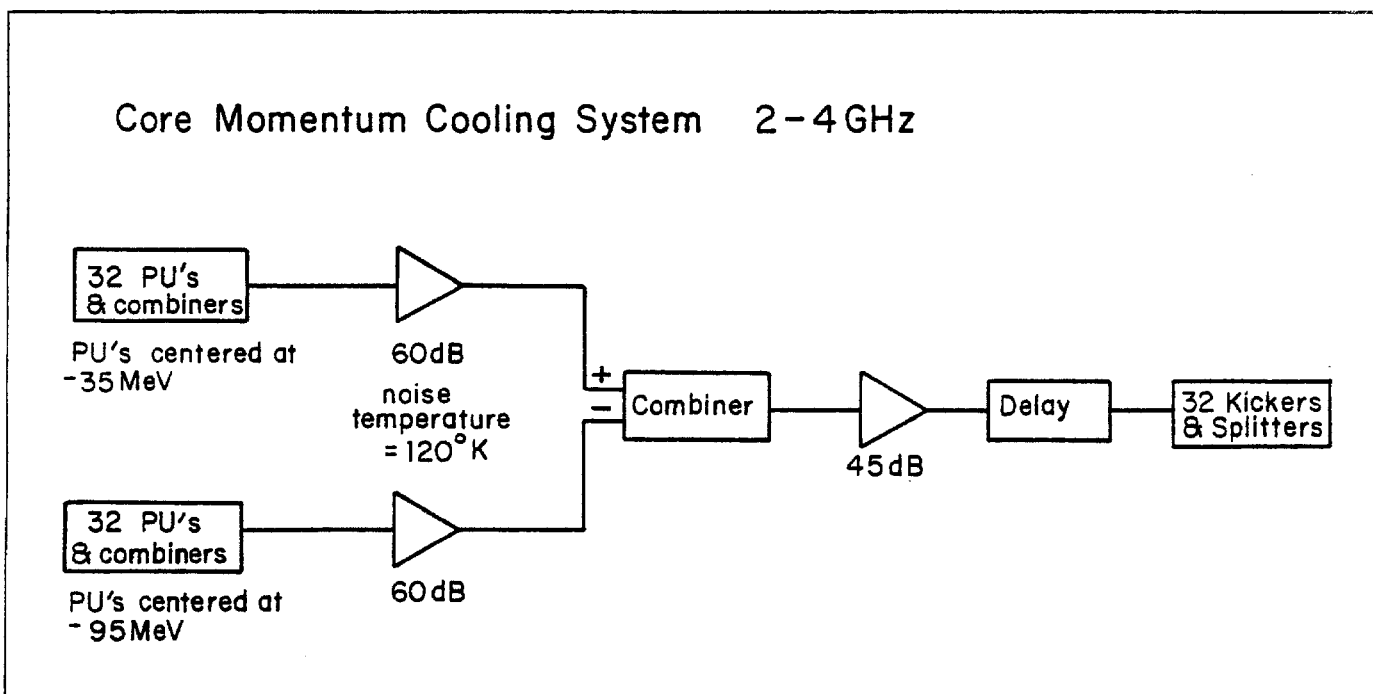 Core Momentum Cooling System 2-4GHz
32 PU's
& combiners
PU's centered at
-35MeV
60dB
noise
temperature
=120°K
+
-
Combiner
45dB
Delay
32 Kickers
& Splitters
32 PU's
& combiners
PU's centered at
-95MeV
60dB